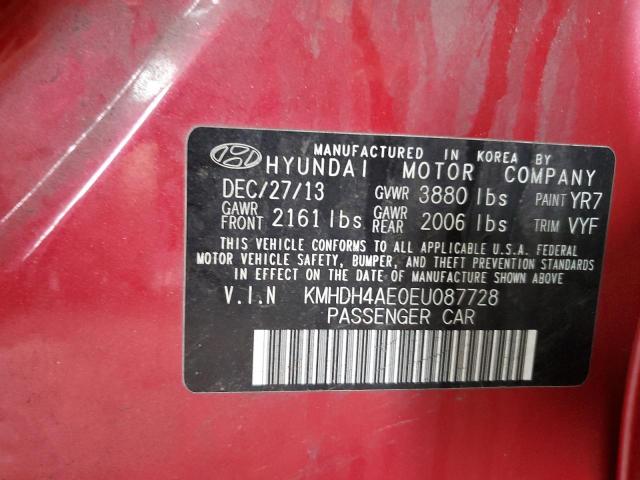 MANUFACTURED IN KOREA BY
HYUNDAI MOTOR COMPANY
DEC/27/13 GVWR 3880 lbs PAINT YR7
GAWR FRONT 2161 lbs GAWR REAR 2006 lbs TRIM VYF
THIS VEHICLE CONFORMS TO ALL APPLICABLE U.S.A. FEDERAL
MOTOR VEHICLE SAFETY, BUMPER, AND THEFT PREVENTION STANDARDS
IN EFFECT ON THE DATE OF MANUFACTURE SHOWN ABOVE
V.I.N KMHDH4AE0EU087728
PASSENGER CAR